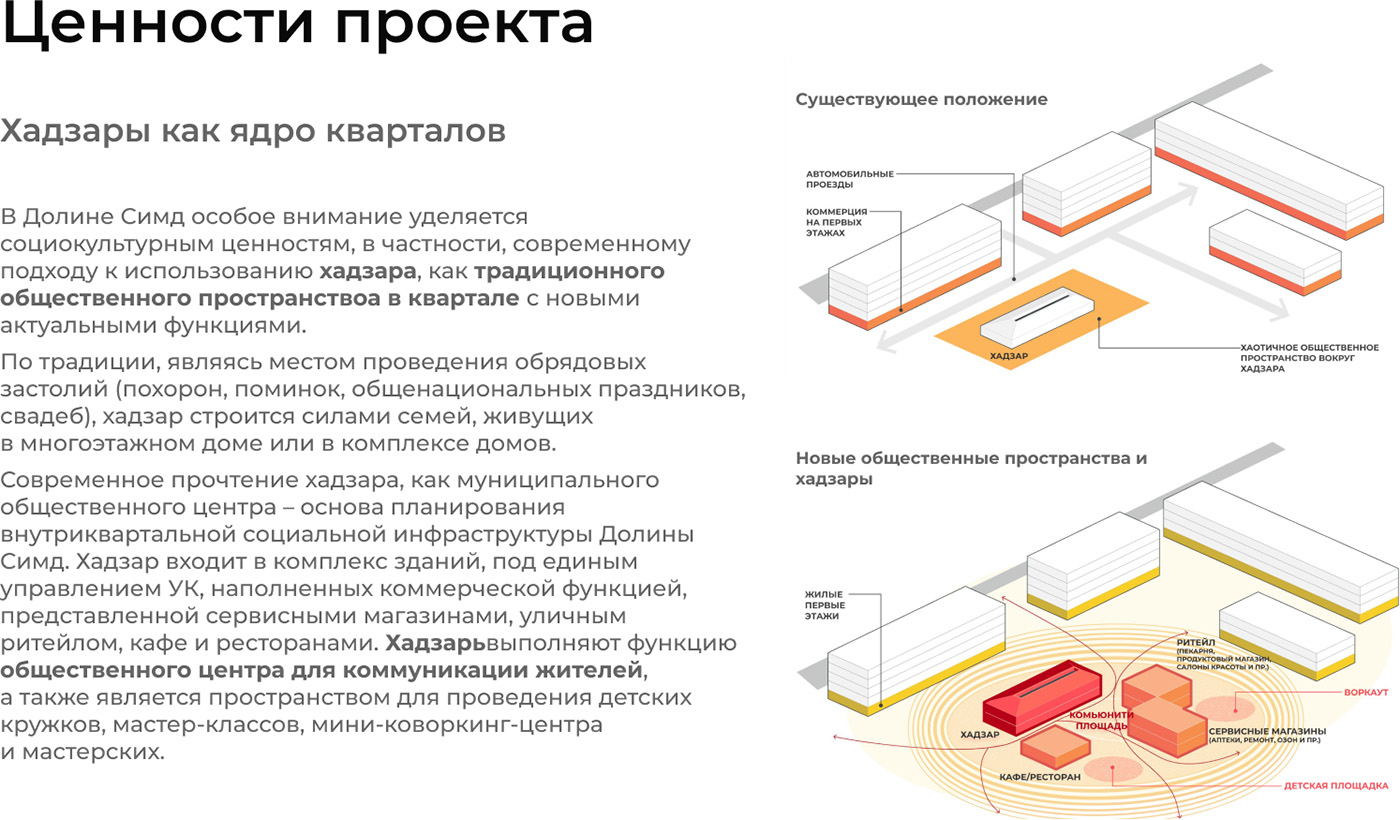 Ценности проекта
Хадзары как ядро кварталов
В Долине Симд особое внимание уделяется
социокультурным ценностям, в частности, современному
подходу к использованию хадзара, как традиционного
общественного пространствоа в квартале с новыми
актуальными функциями.
По традиции, являясь местом проведения обрядовых
застолий (похорон, поминок, общенациональных праздников,
свадеб), хадзар строится силами семей, живущих
в многоэтажном доме или в комплексе домов.
Современное прочтение хадзара, как муниципального
общественного центра – основа планирования
внутриквартальной социальной инфраструктуры Долины
Симд. Хадзар входит в комплекс зданий, под единым
управлением УК, наполненных коммерческой функцией,
представленной сервисными магазинами, уличным
ритейлом, кафе и ресторанами. Хадзарьвыполняют функцию
общественного центра для коммуникации жителей,
а также является пространством для проведения детских
кружков, мастер-классов, мини-коворкинг-центра
и мастерских.
Существующее положение
АВТОМОБИЛЬНЫЕ
ПРОЕЗДЫ
КОММЕРЦИЯ
НА ПЕРВЫХ
ЭТАЖАХ
ХАДЗАР
ХАОТИЧНОЕ ОБЩЕСТВЕННОЕ
ПРОСТРАНСТВО ВОКРУГ
ХАДЗАРА
Новые общественные пространства и
хадзары
ЖИЛЫЕ
ПЕРВЫЕ
ЭТАЖИ
РИТЕЙЛ
(ПЕКАРНЯ,
ПРОДУКТОВЫЙ МАГАЗИН,
САЛОНЫ КРАСОТЫ И ПР.)
ВОРКАУТ
КОМЬЮНИТИ
ПЛОЩАДЬ
ХАДЗАР
СЕРВИСНЫЕ МАГАЗИНЫ
(АПТЕКИ, РЕМОНТ, ОЗОН И ПР.)
КАФЕ/РЕСТОРАН
ДЕТСКАЯ ПЛОЩАДКА